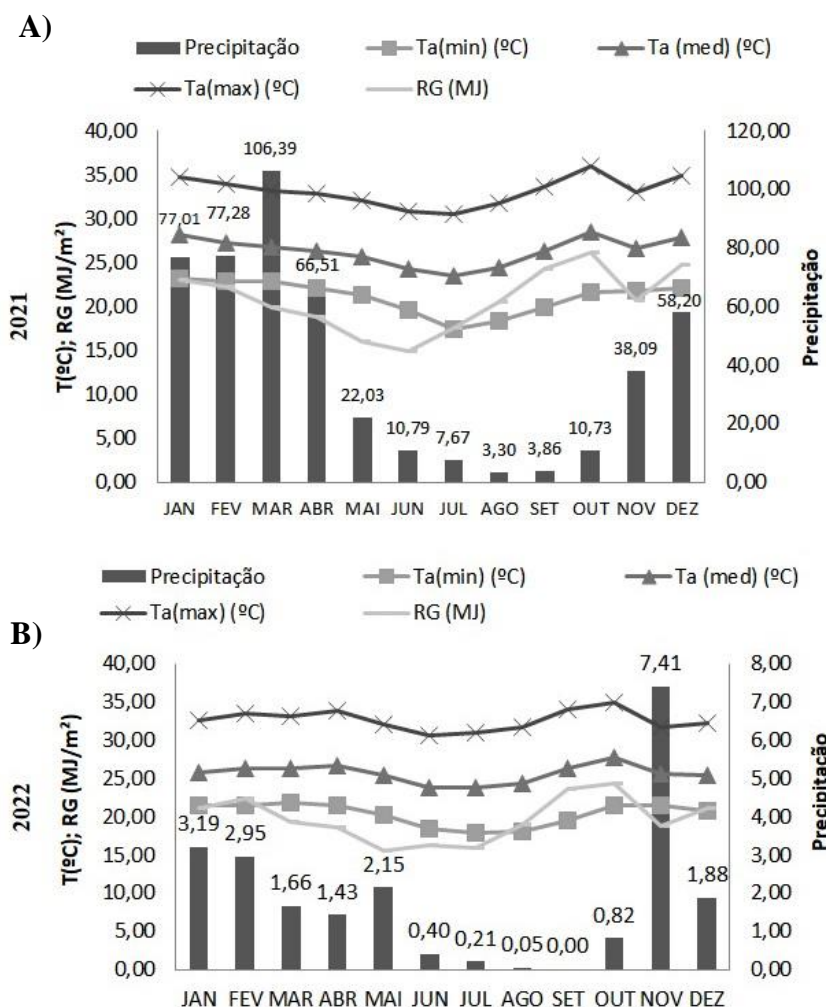 A)
Precipitação Ta(min) (ºC) Ta (med) (ºC)
Ta(max) (ºC) RG (MJ)
2021
T(ºC); RG (MJ/m²)
40,00
35,00
30,00
25,00
20,00
15,00
10,00
5,00
0,00
77,01 77,28 106,39 66,51 22,03 10,79 7,67 3,30 3,86 10,73 38,09 58,20
120,00
100,00
80,00
60,00
40,00
20,00
0,00
Precipitação
JAN FEV MAR ABR MAI JUN JUL AGO SET OUT NOV DEZ
Precipitação Ta(min) (ºC) Ta (med) (ºC)
Ta(max) (ºC) RG (MJ)
B)
2022
T(ºC); RG (MJ/m²)
40,00
35,00
30,00
25,00
20,00
15,00
10,00
5,00
0,00
3,19 2,95 1,66 1,43 2,15 0,40 0,21 0,05 0,00 0,82 7,41 1,88
8,00
7,00
6,00
5,00
4,00
3,00
2,00
1,00
0,00
Precipitação
JAN FEV MAR ABR MAI JUN JUL AGO SET OUT NOV DEZ